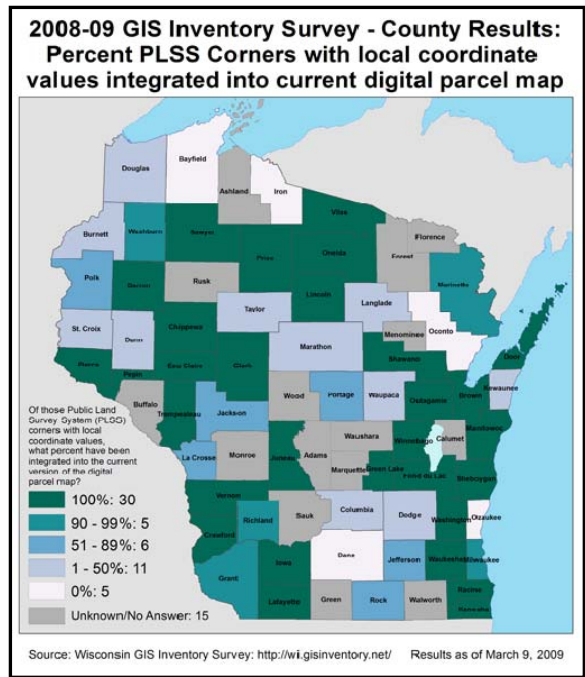 2008-09 GIS Inventory Survey - County Results:
Percent PLSS Corners with local coordinate
values integrated into current digital parcel map
Bayfield
Douglas
Ashland
Iron
Vilas
Burnett
Washburn
Sawyer
Florence
Oneida
Forest
Price
Polk
Marinette
Barron
Rusk
Lincoln
Langlade
Taylor
Oconto
St. Croix
Dunn
Chippewa
Menominee
Marathon
Door
Pierce
Eau Claire
Clark
Shawano
Pepin
Kewaunee
Buffalo
Trempealeau
Jackson
Wood
Portage
Waupaca
Outagamie
Brown
La Crosse
Monroe
Juneau
Adams
Waushara
Winnebago
Calumet
Manitowoc
Marquette
Green Lake
Fond du Lac
Sheboygan
Vernon
Crawford
Richland
Sauk
Columbia
Dodge
Washington
Ozaukee
Grant
Iowa
Dane
Jefferson
Waukesha
Milwaukee
Lafayette
Green
Rock
Walworth
Racine
Kenosha
Of those Public Land
Survey System (PLSS)
corners with local
coordinate values,
what percent have been
integrated into the current
version of the digital
parcel map?
100%: 30
90 - 99%: 5
51 - 89%: 6
1 - 50%: 11
0%: 5
Unknown/No Answer: 15
Source: Wisconsin GIS Inventory Survey: http://wi.gisinventory.net/ Results as of March 9, 2009